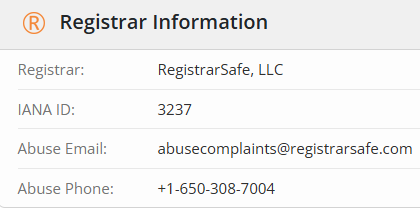 ® Registrar Information
Registrar: RegistrarSafe, LLC
IANA ID: 3237
Abuse Email: abusecomplaints@registrarsafe.com
Abuse Phone: +1-650-308-7004